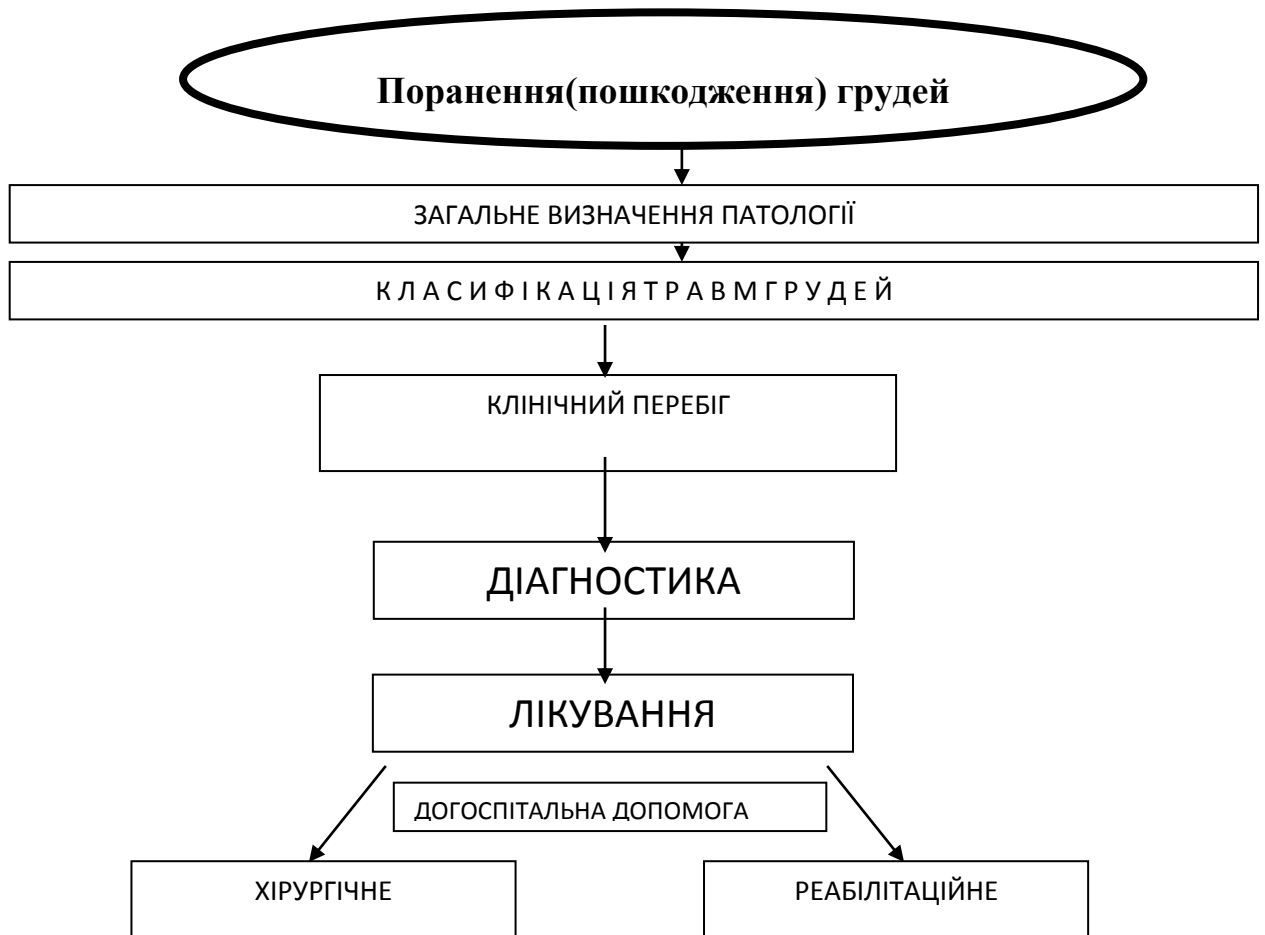 Поранення(пошкодження) грудей
ЗАГАЛЬНЕ ВИЗНАЧЕННЯ ПАТОЛОГІЇ
К Л А С И Ф І К А Ц І Я Т Р А В М Г Р У Д Е Й
КЛІНІЧНИЙ ПЕРЕБІГ
ДІАГНОСТИКА
ЛІКУВАННЯ
ДОГОСПІТАЛЬНА ДОПОМОГА
ХІРУРГІЧНЕ
РЕАБІЛІТАЦІЙНЕ